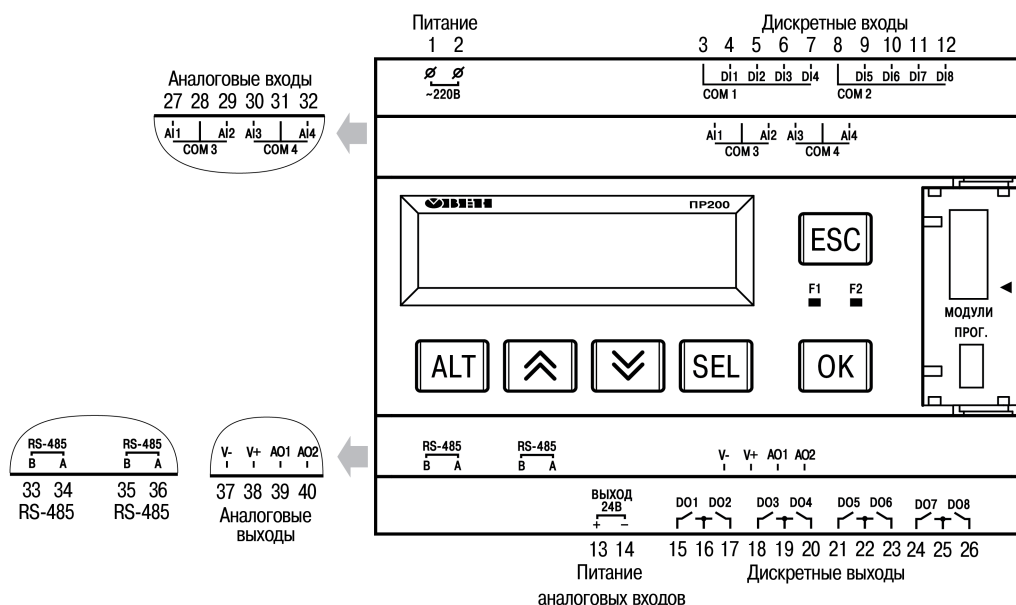 Питание
Дискретные входы
1 2
3 4 5 6 7 8 9 10 11 12
~220В
DI1 DI2 DI3 DI4 DI5 DI6 DI7 DI8
COM 1 COM 2
Аналоговые входы
27 28 29 30 31 32
AI1 AI2 AI3 AI4
COM 3 COM 4
AI1 AI2 AI3 AI4
COM 3 COM 4
ОВЕН ПР200
ESC
F1 F2
МОДУЛИ
ПРОГ.
ALT SEL OK
RS-485 RS-485
B A B A
V- V+ AO1 AO2
33 34 35 36
RS-485 RS-485
37 38 39 40
Аналоговые
выходы
RS-485 RS-485
B A B A
V- V+ AO1 AO2
ВЫХОД
24В
+ −
DO1 DO2 DO3 DO4 DO5 DO6 DO7 DO8
13 14 15 16 17 18 19 20 21 22 23 24 25 26
Питание
аналоговых входов
Дискретные выходы